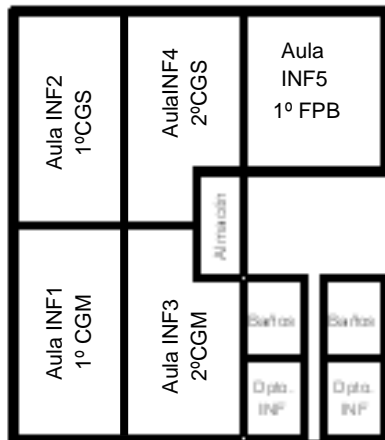 Aula INF2
1ºCGS
AulaINF4
2ºCGS
Aula
INF5
1º FPB
Almacén
Aula INF1
1º CGM
Aula INF3
2ºCGM
Baños
Baños
Dpto.
INF
Dpto.
INF